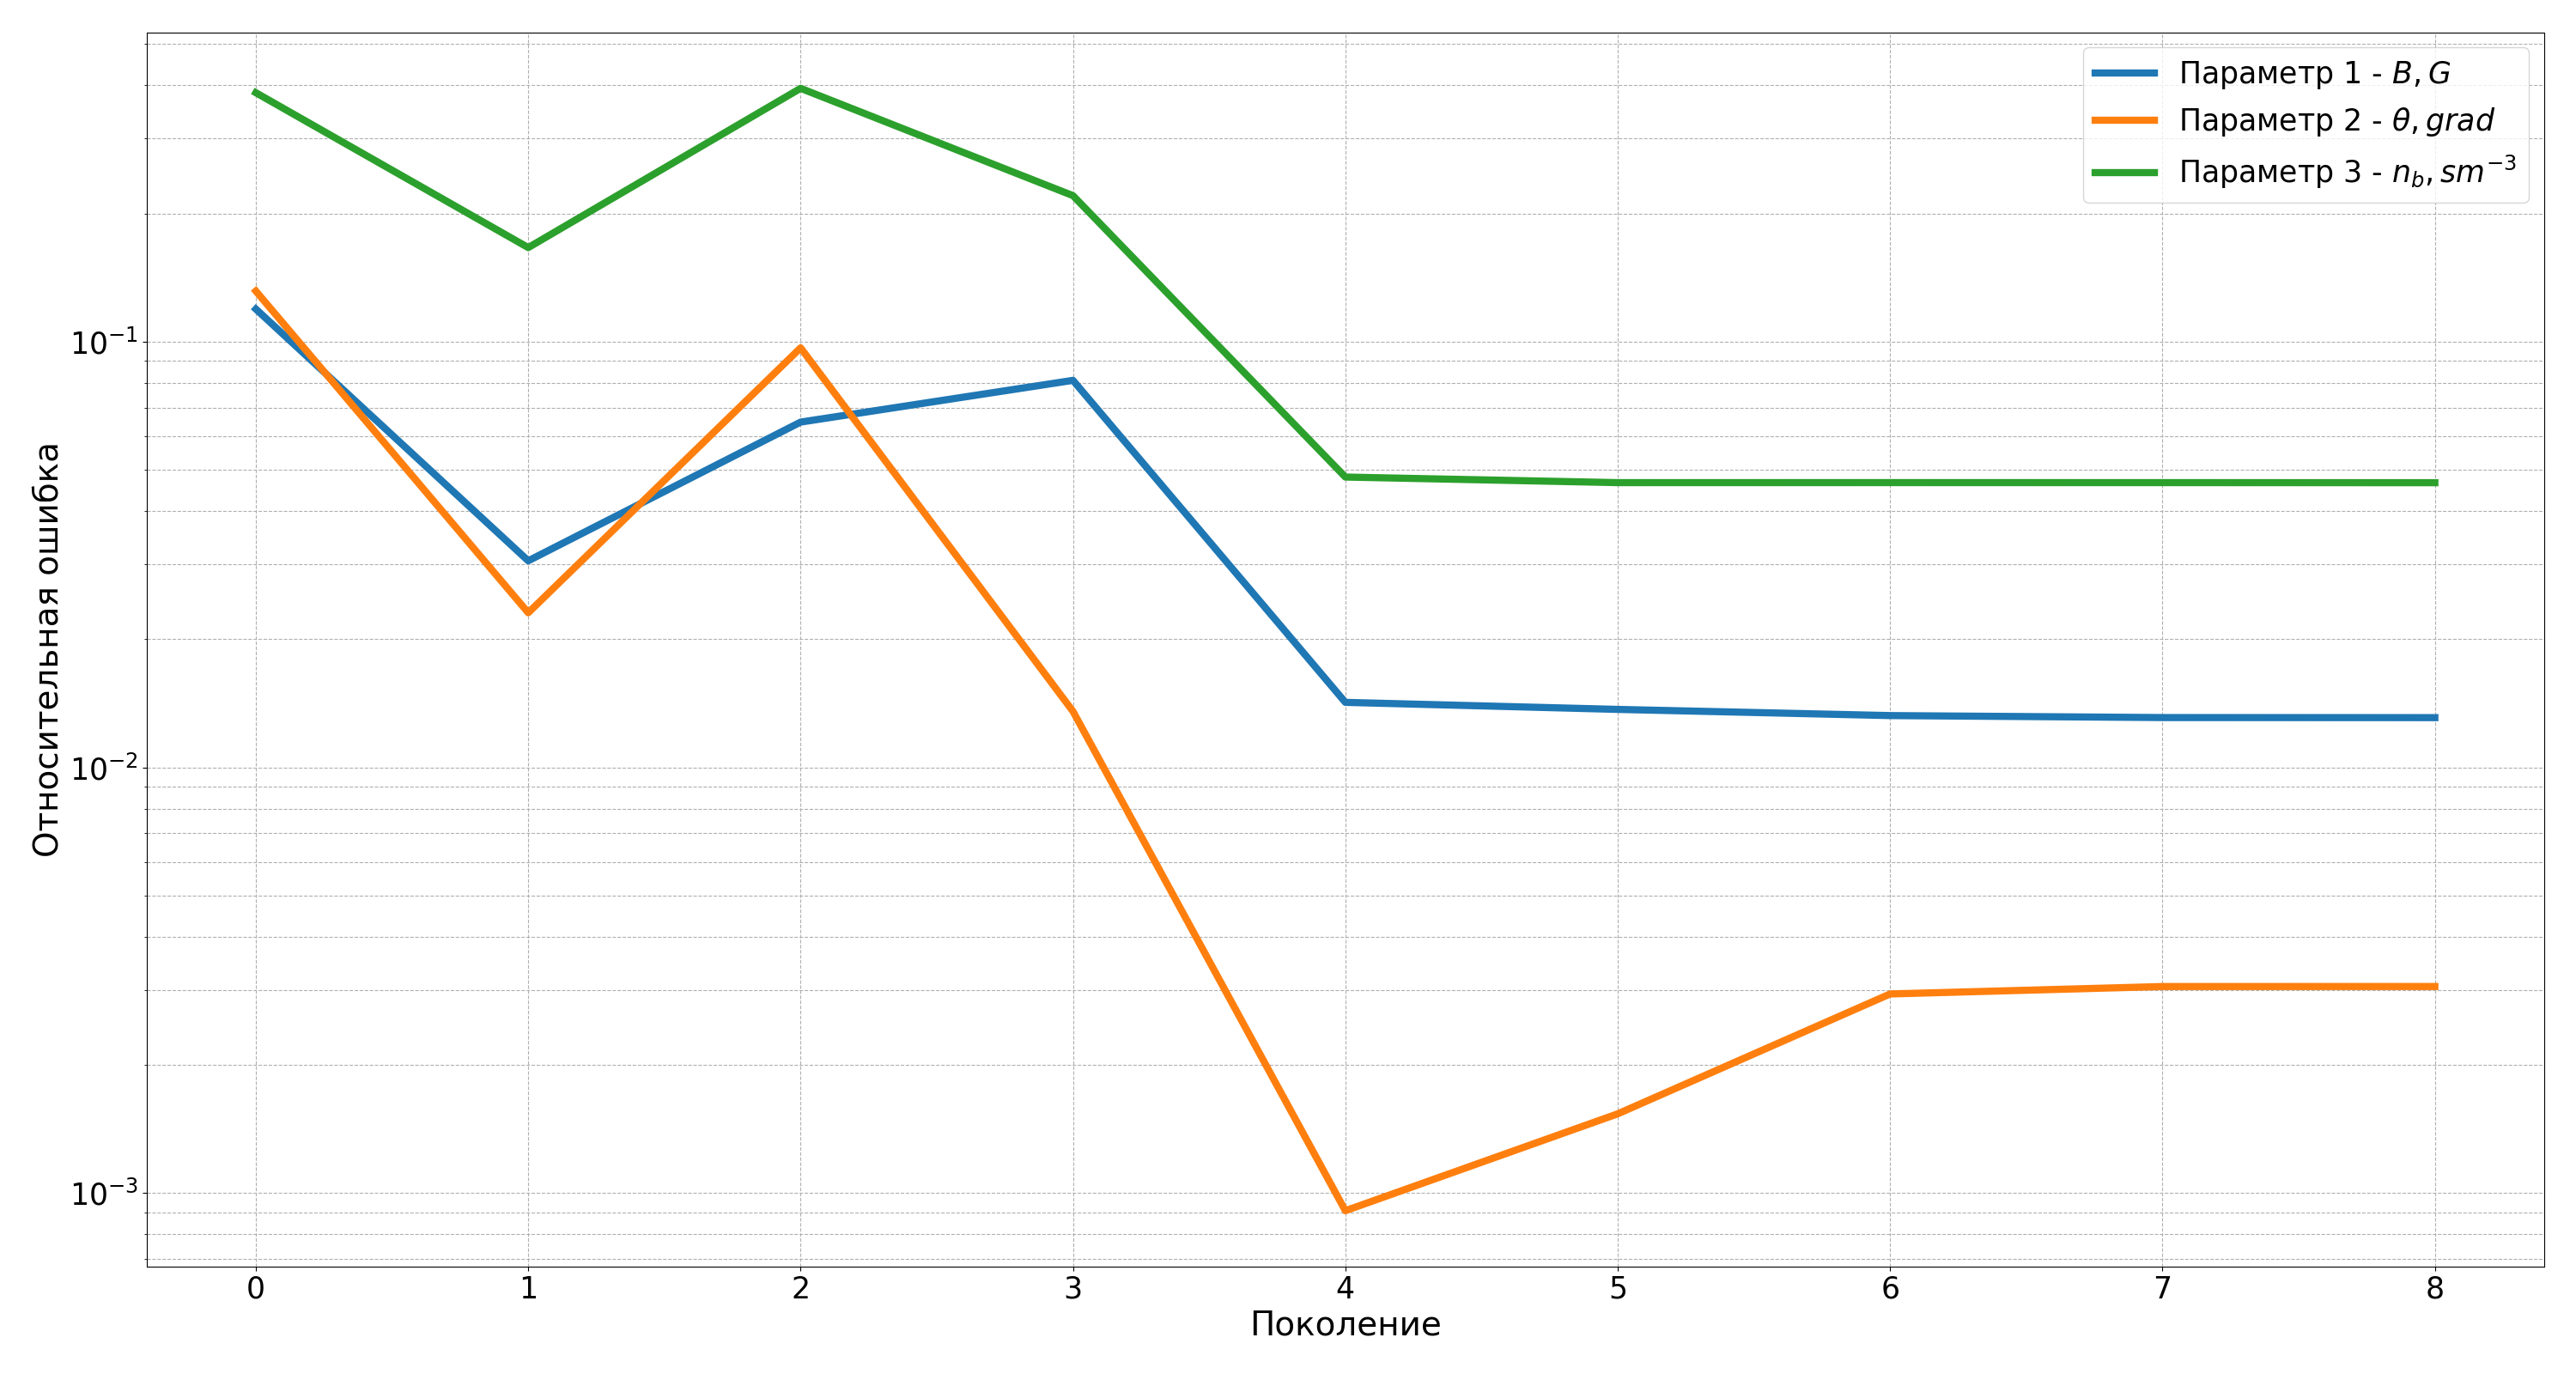 Параметр 1 - B, G
Параметр 2 - θ, grad
Параметр 3 - n_b, sm^{-3}
Относительная ошибка
10^{-1}
10^{-2}
10^{-3}
0 1 2 3 4 5 6 7 8
Поколение